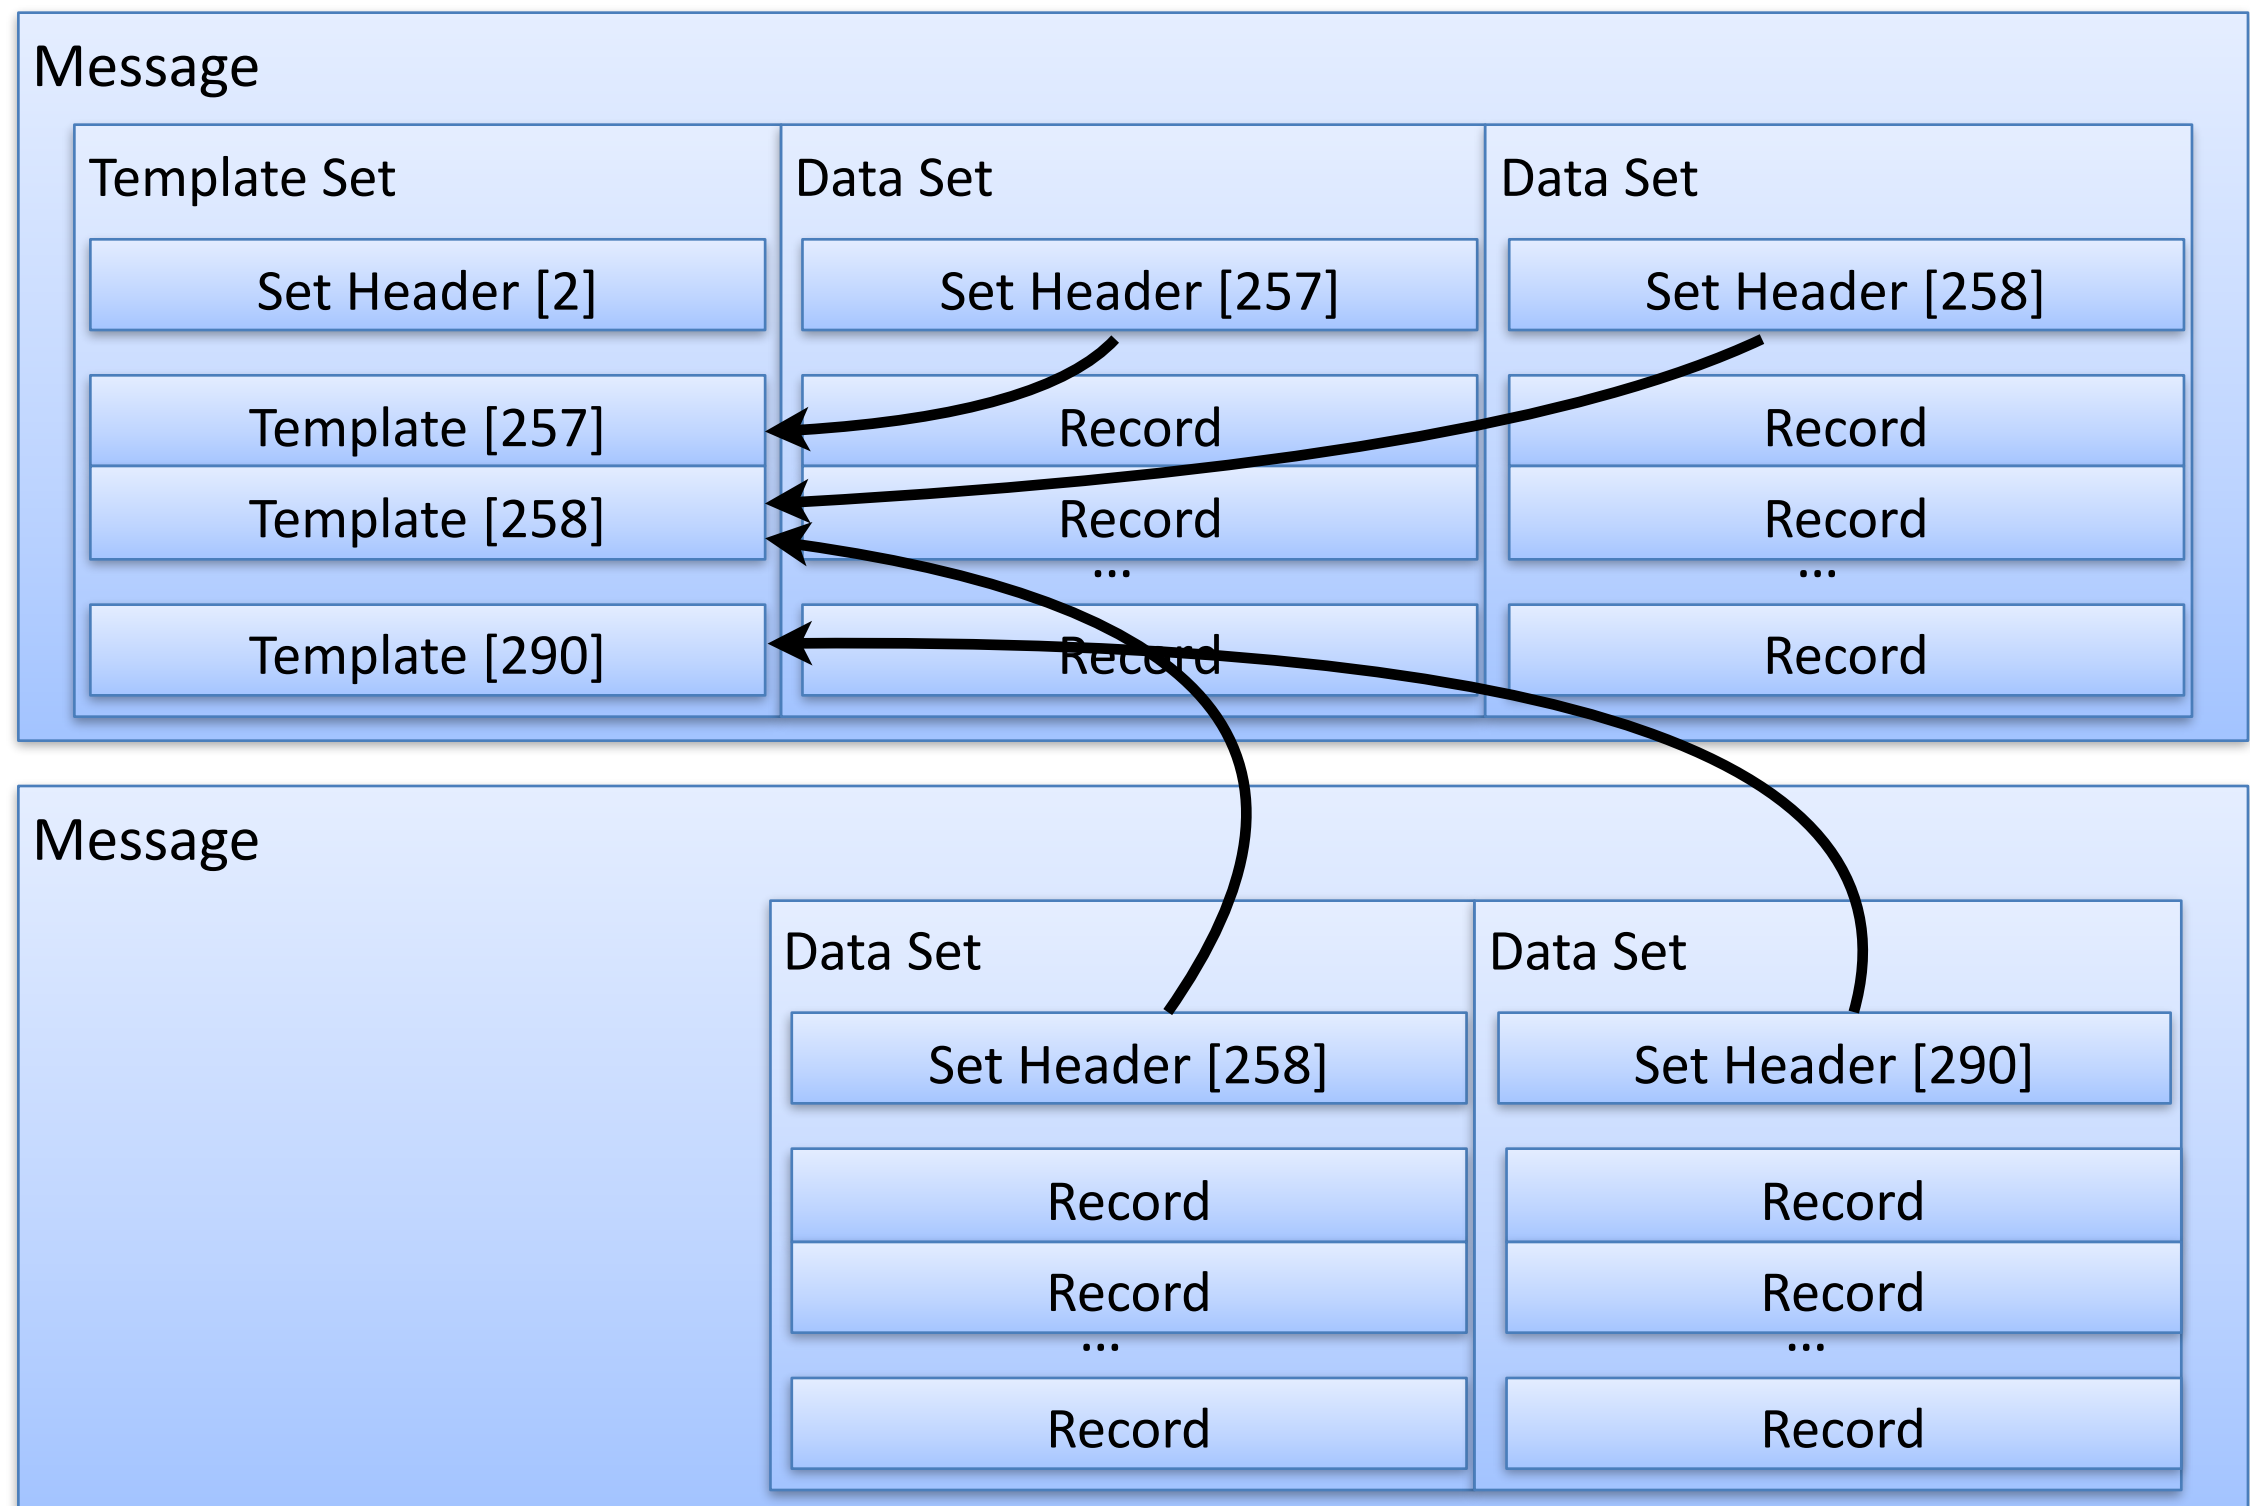 Message
Template Set
Set Header [2]
Template [257]
Template [258]
Template [290]
Data Set
Set Header [257]
Record
Record
...
Record
Data Set
Set Header [258]
Record
Record
...
Record
Message
Data Set
Set Header [258]
Record
Record
...
Record
Data Set
Set Header [290]
Record
Record
...
Record